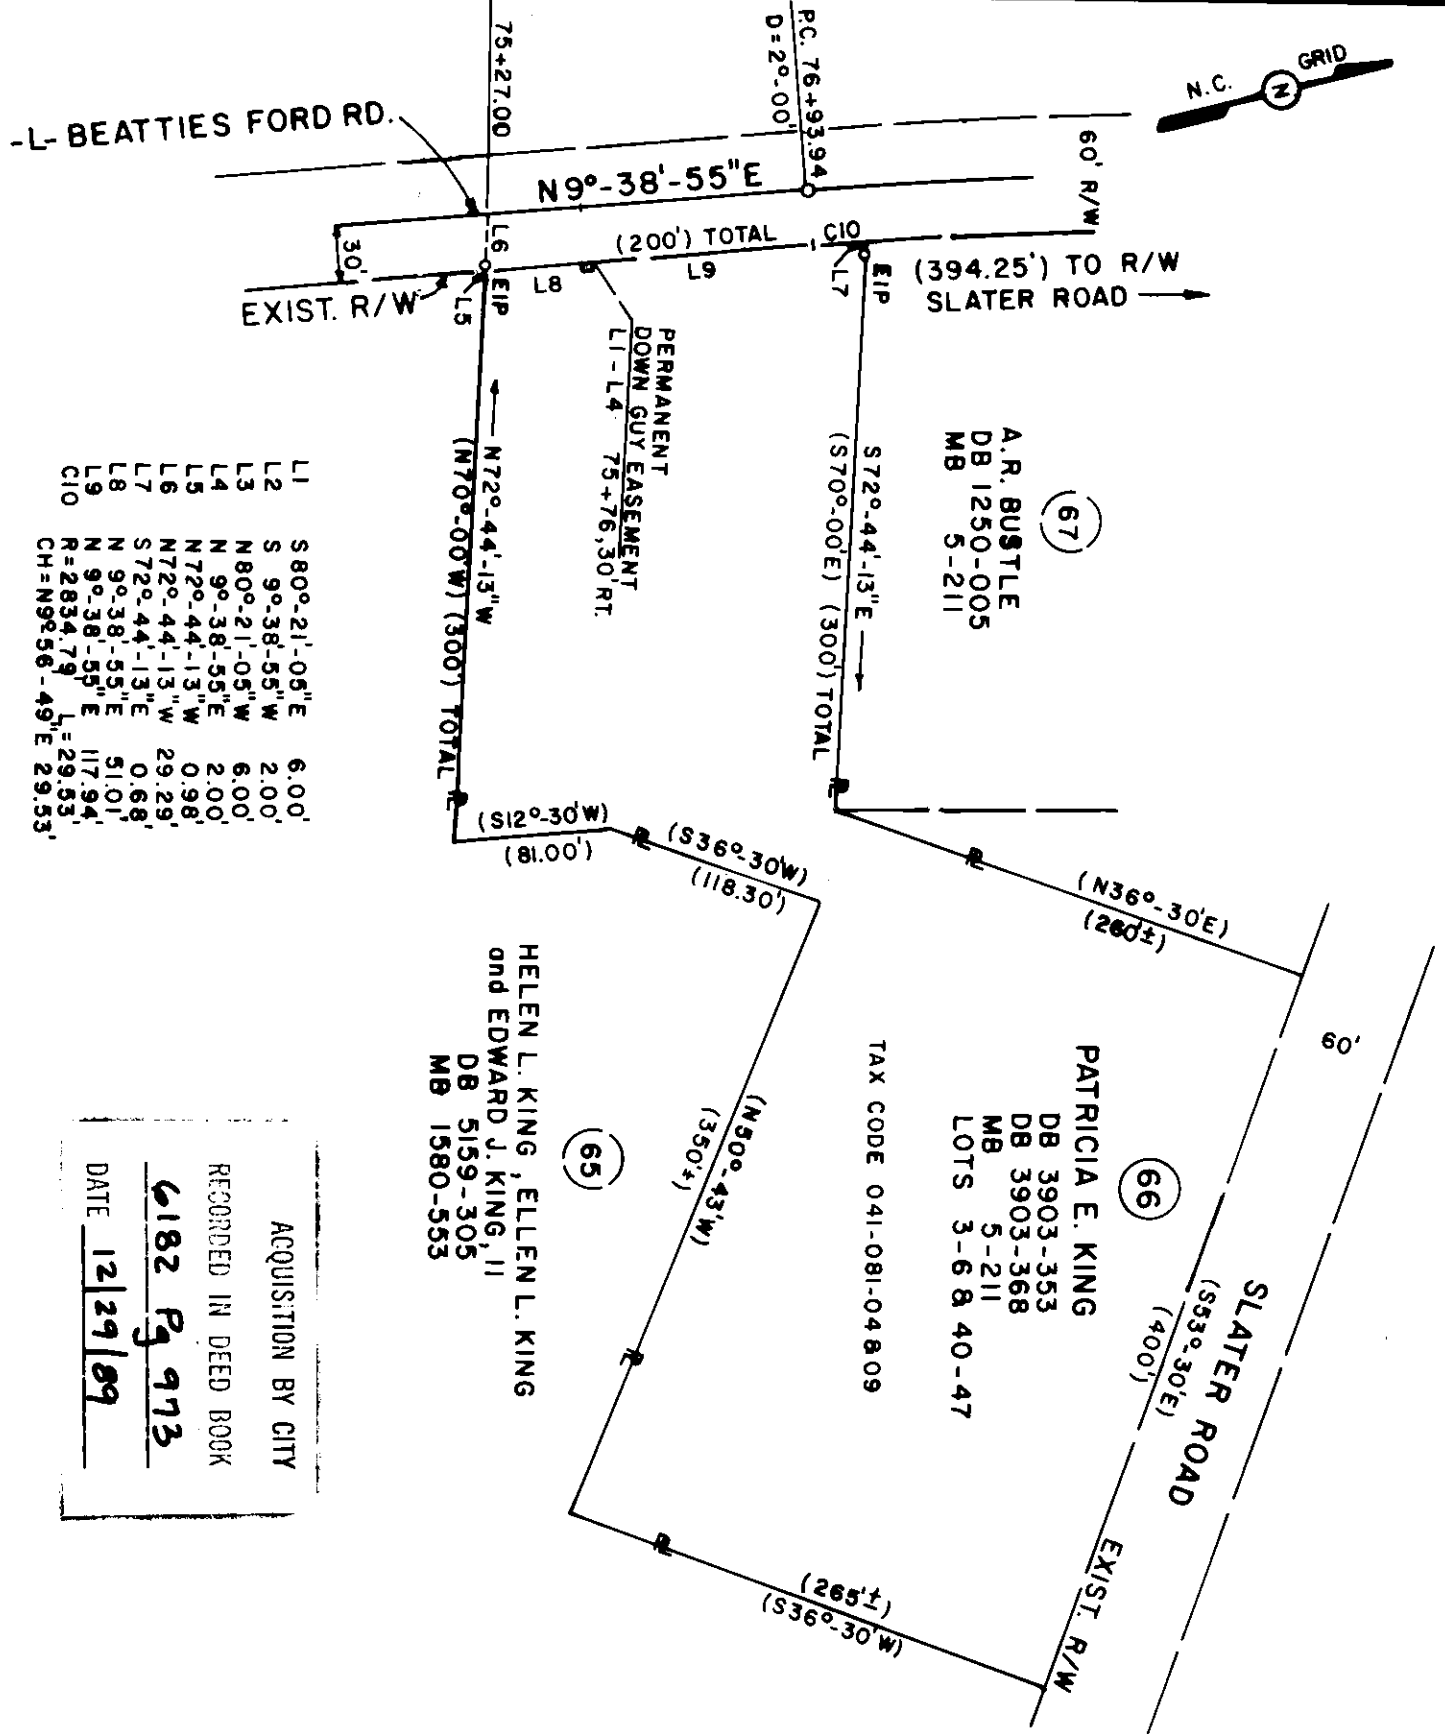 N.C. N GRID
75+27.00
P.C. 76+93.94
D=2°-00'
-L- BEATTIES FORD RD.
N9°-38'-55"E
60' R/W
30'
L6
(200') TOTAL
C10
L8
L9
EXIST. R/W
L5
EIP
L7
EIP
(394.25') TO R/W
SLATER ROAD
PERMANENT
DOWN GUY EASEMENT
L1-L4 75+76,30'RT.
N72°-44'-13"W
(N70°-00'W) (300') TOTAL
S72°-44'-13"E
(S70°-00'E) (300') TOTAL
67
A.R. BUSTLE
DB 1250-005
MB 5-211
L1 S80°-21'-05"E 6.00'
L2 S 9°-38'-55"W 2.00'
L3 N80°-21'-05"W 6.00'
L4 N 9°-38'-55"E 2.00'
L5 N72°-44'-13"W 0.98'
L6 N72°-44'-13"W 29.29'
L7 S72°-44'-13"E 0.68'
L8 N 9°-38'-55"E 51.01'
L9 N 9°-38'-55"E 117.94'
C10 R=2834.79' L=29.53'
CH=N9°56'-49"E 29.53'
PL
PL
(S12°-30'W)
(81.00')
PL
(S36°-30'W)
(118.30')
PL
(N36°-30'E)
(260'±)
60'
66
PATRICIA E. KING
DB 3903-353
DB 3903-368
MB 5-211
LOTS 3-6 & 40-47
TAX CODE 041-081-04&09
(N50°-43'W)
(350'±)
65
HELEN L. KING, ELLEN L. KING
and EDWARD J. KING, II
DB 5159-305
MB 1580-553
SLATER ROAD
(S53°-30'E)
(400')
EXIST. R/W
PL
PL
(265'±)
(S36°-30'W)
ACQUISITION BY CITY
RECORDED IN DEED BOOK
6182 Pg 973
DATE 12/29/89